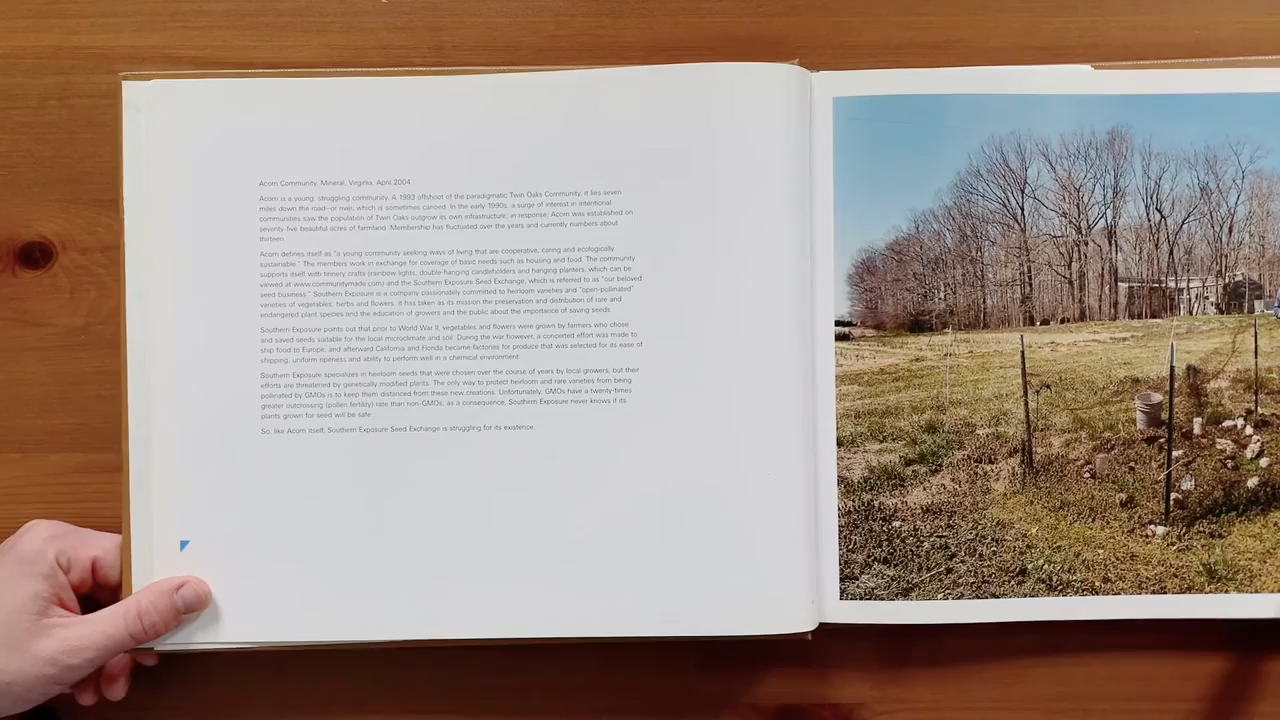 Acorn Community, Mineral, Virginia, April 2004
Acorn is a young, struggling community. A 1993 offshoot of the paradigmatic Twin Oaks Community, it lies seven
miles down the road—or river, which is sometimes canoed. In the early 1990s, a surge of interest in intentional
communities saw the population of Twin Oaks outgrow its own infrastructure; in response, Acorn was established on
seventy-five beautiful acres of farmland. Membership has fluctuated over the years and currently numbers about
thirteen.
Acorn defines itself as "a young community seeking ways of living that are cooperative, caring and ecologically
sustainable." The members work in exchange for coverage of basic needs such as housing and food. The community
supports itself with tinnery crafts (rainbow lights, double-hanging candleholders and hanging planters, which can be
viewed at www.communitymade.com) and the Southern Exposure Seed Exchange, which is referred to as "our beloved
seed business." Southern Exposure is a company passionately committed to heirloom varieties and "open-pollinated"
varieties of vegetables, herbs and flowers; it has taken as its mission the preservation and distribution of rare and
endangered plant species and the education of growers and the public about the importance of saving seeds.
Southern Exposure points out that prior to World War II, vegetables and flowers were grown by farmers who chose
and saved seeds suitable for the local microclimate and soil. During the war however, a concerted effort was made to
ship food to Europe, and afterward California and Florida became factories for produce that was selected for its ease of
shipping, uniform ripeness and ability to perform well in a chemical environment.
Southern Exposure specializes in heirloom seeds that were chosen over the course of years by local growers, but their
efforts are threatened by genetically modified plants. The only way to protect heirloom and rare varieties from being
pollinated by GMOs is to keep them distanced from these new creations. Unfortunately, GMOs have a twenty-times
greater outcrossing (pollen fertility) rate than non-GMOs; as a consequence, Southern Exposure never knows if its
plants grown for seed will be safe.
So, like Acorn itself, Southern Exposure Seed Exchange is struggling for its existence.